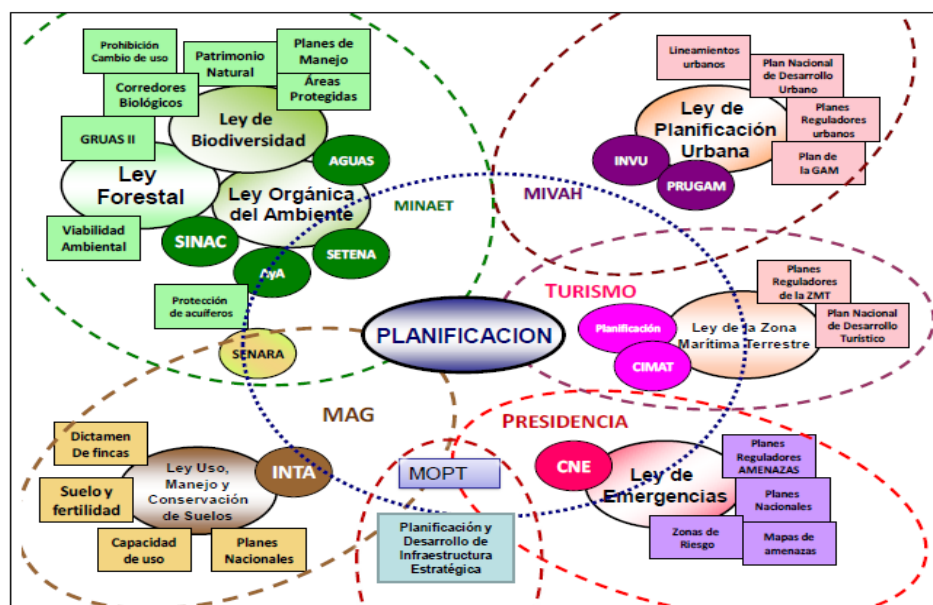 Prohibición
Cambio de uso
Patrimonio
Natural
Planes de
Manejo
Corredores
Biológicos
Áreas
Protegidas
Ley de
Biodiversidad
GRUAS II
Ley
Forestal
AGUAS
Ley Orgánica
del Ambiente
MINAET
Viabilidad
Ambiental
SINAC
AyA
SETENA
Protección
de acuíferos
SENARA
Lineamientos
urbanos
Plan Nacional
de Desarrollo
Urbano
Ley de
Planificación
Urbana
Planes
Reguladores
urbanos
Plan de
la GAM
INVU
PRUGAM
MIVAH
TURISMO
Planes
Reguladores
de la ZMT
Planificación
Ley de la Zona
Marítima Terrestre
Plan Nacional
de Desarrollo
Turístico
CIMAT
PLANIFICACION
MAG
Dictamen
De fincas
Ley Uso,
Manejo y
Conservación
de Suelos
INTA
Suelo y
fertilidad
Capacidad
de uso
Planes
Nacionales
MOPT
Planificación y
Desarrollo de
Infraestructura
Estratégica
PRESIDENCIA
CNE
Ley de
Emergencias
Planes
Reguladores
AMENAZAS
Planes
Nacionales
Zonas de
Riesgo
Mapas de
amenazas